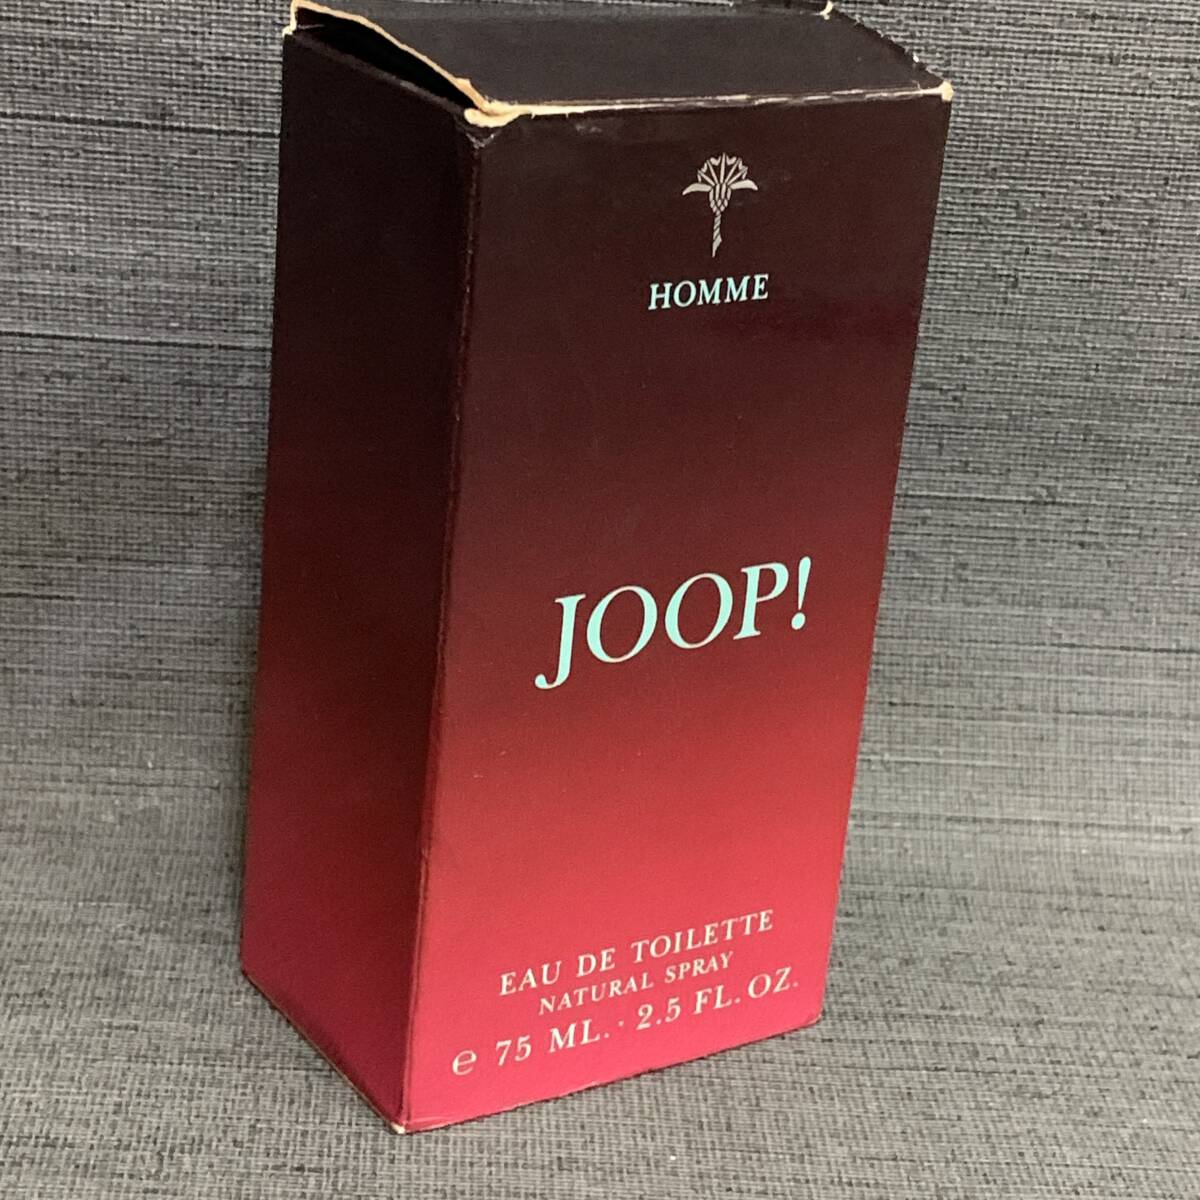 HOMME
JOOP!
EAU DE TOILETTE
NATURAL SPRAY
℮ 75 ML. · 2.5 FL. OZ.